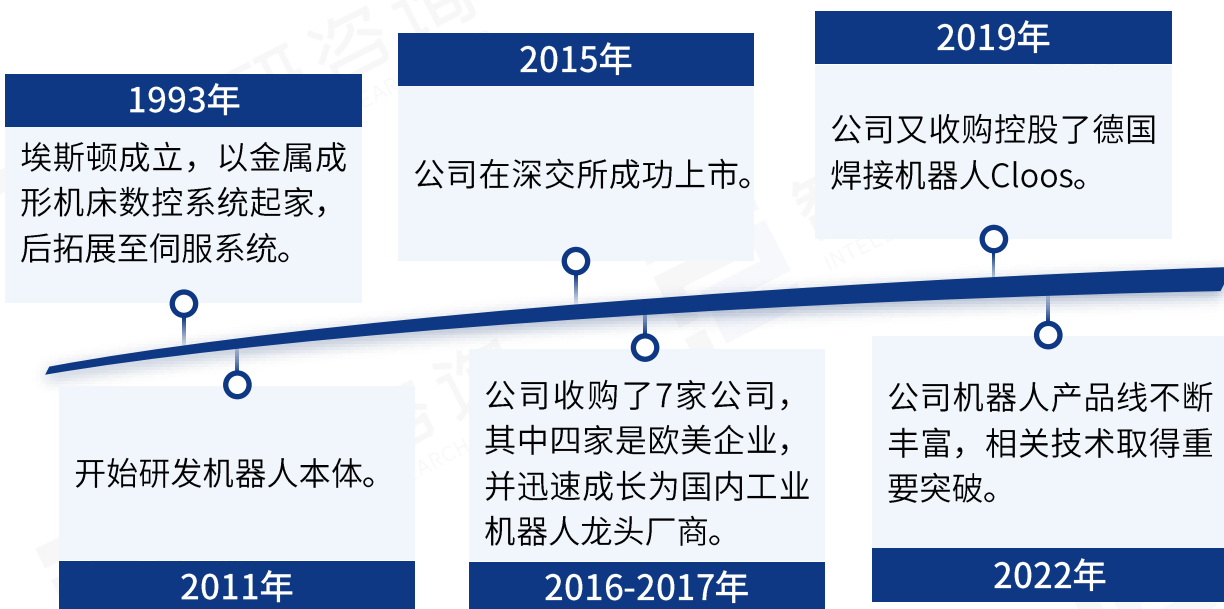 1993年
埃斯顿成立，以金属成
形机床数控系统起家，
后拓展至伺服系统。
开始研发机器人本体。
2011年
2015年
公司在深交所成功上市。
公司收购了7家公司，
其中四家是欧美企业，
并迅速成长为国内工业
机器人龙头厂商。
2016-2017年
2019年
公司又收购控股了德国
焊接机器人Cloos。
公司机器人产品线不断
丰富，相关技术取得重
要突破。
2022年